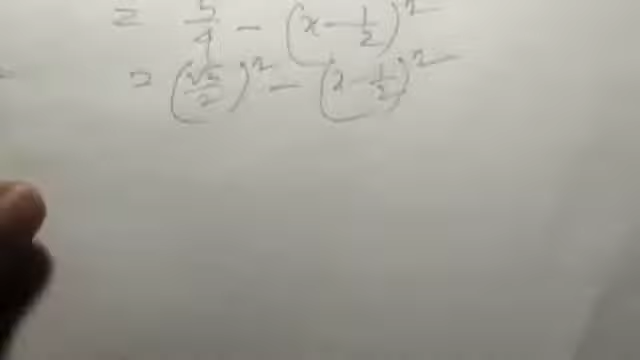 = 5/4 - (x - 1/2)²
= (√5/2)² - (x - 1/2)²